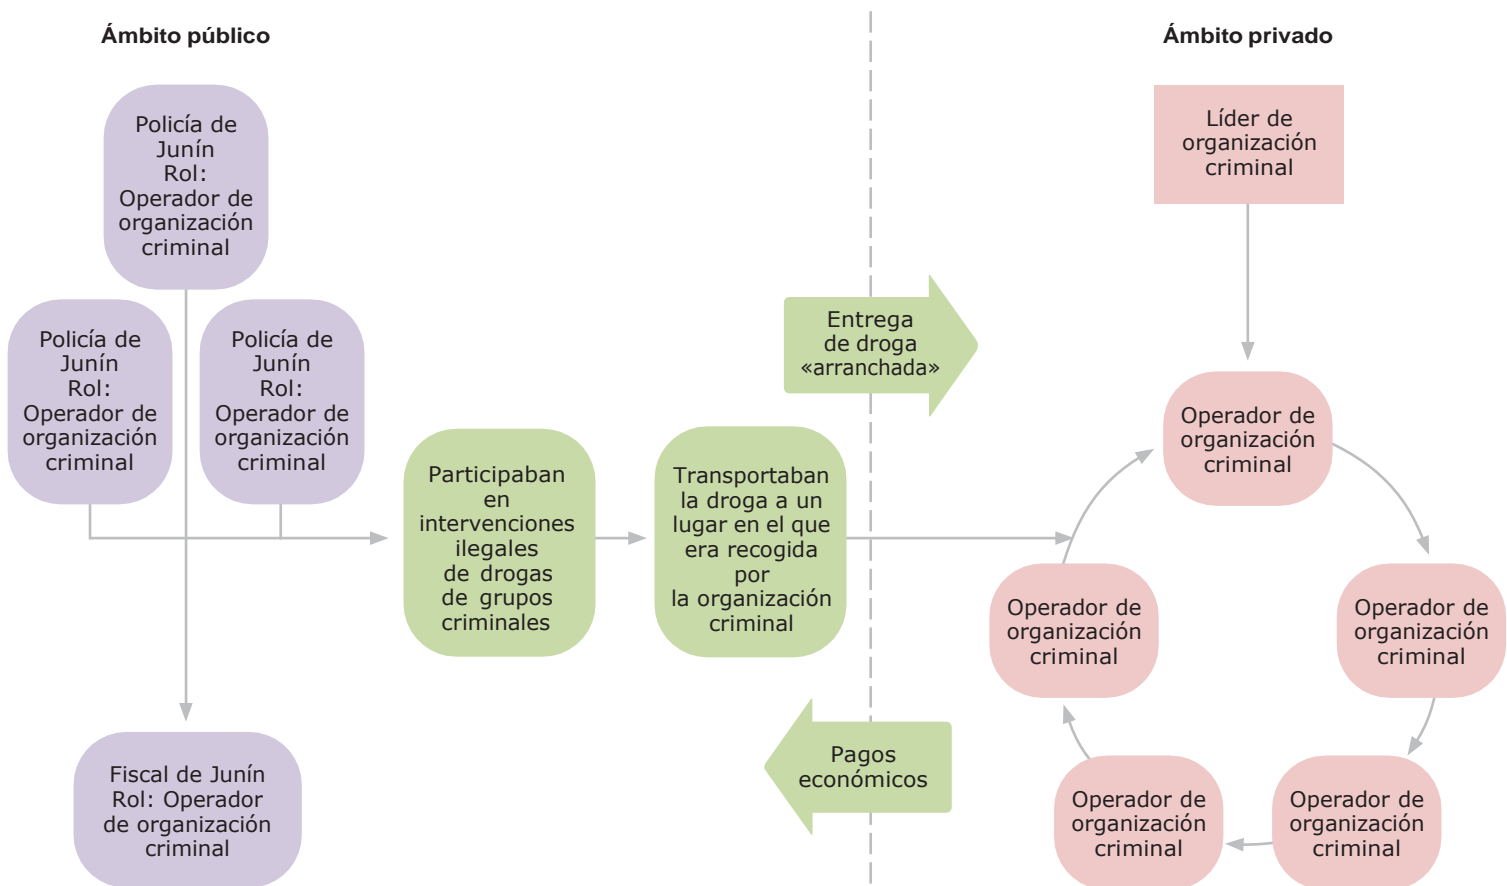 Ámbito público
Ámbito privado
Policía de
Junín
Rol:
Operador de
organización
criminal
Policía de
Junín
Rol:
Operador de
organización
criminal
Policía de
Junín
Rol:
Operador de
organización
criminal
Fiscal de Junín
Rol: Operador
de organización
criminal
Participaban
en
intervenciones
ilegales
de drogas
de grupos
criminales
Transportaban
la droga a un
lugar en el que
era recogida
por
la organización
criminal
Entrega
de droga
«arranchada»
Pagos
económicos
Líder de
organización
criminal
Operador de
organización
criminal
Operador de
organización
criminal
Operador de
organización
criminal
Operador de
organización
criminal
Operador de
organización
criminal